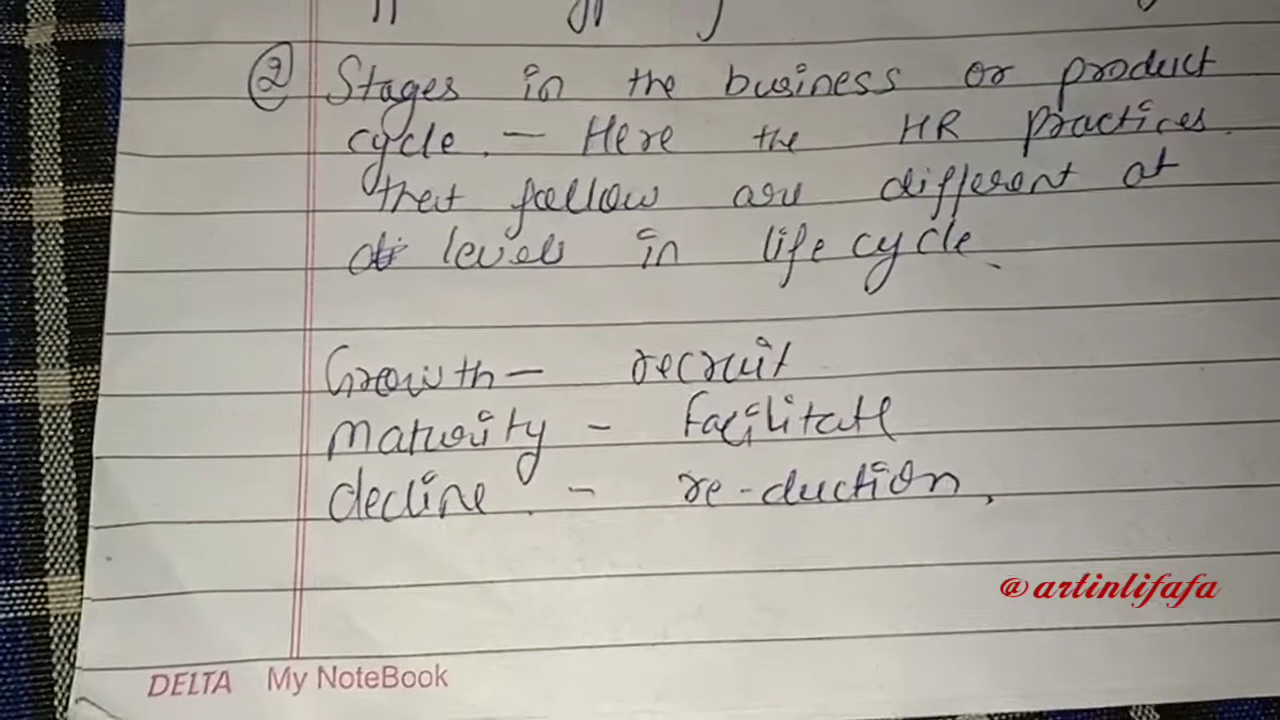 ② Stages in the business or product
cycle. - Here the HR practices
that follow are different at
levels in life cycle
Growth - recruit
maturity - facilitate
decline - re-duction,
@artinlifafa
DELTA My NoteBook